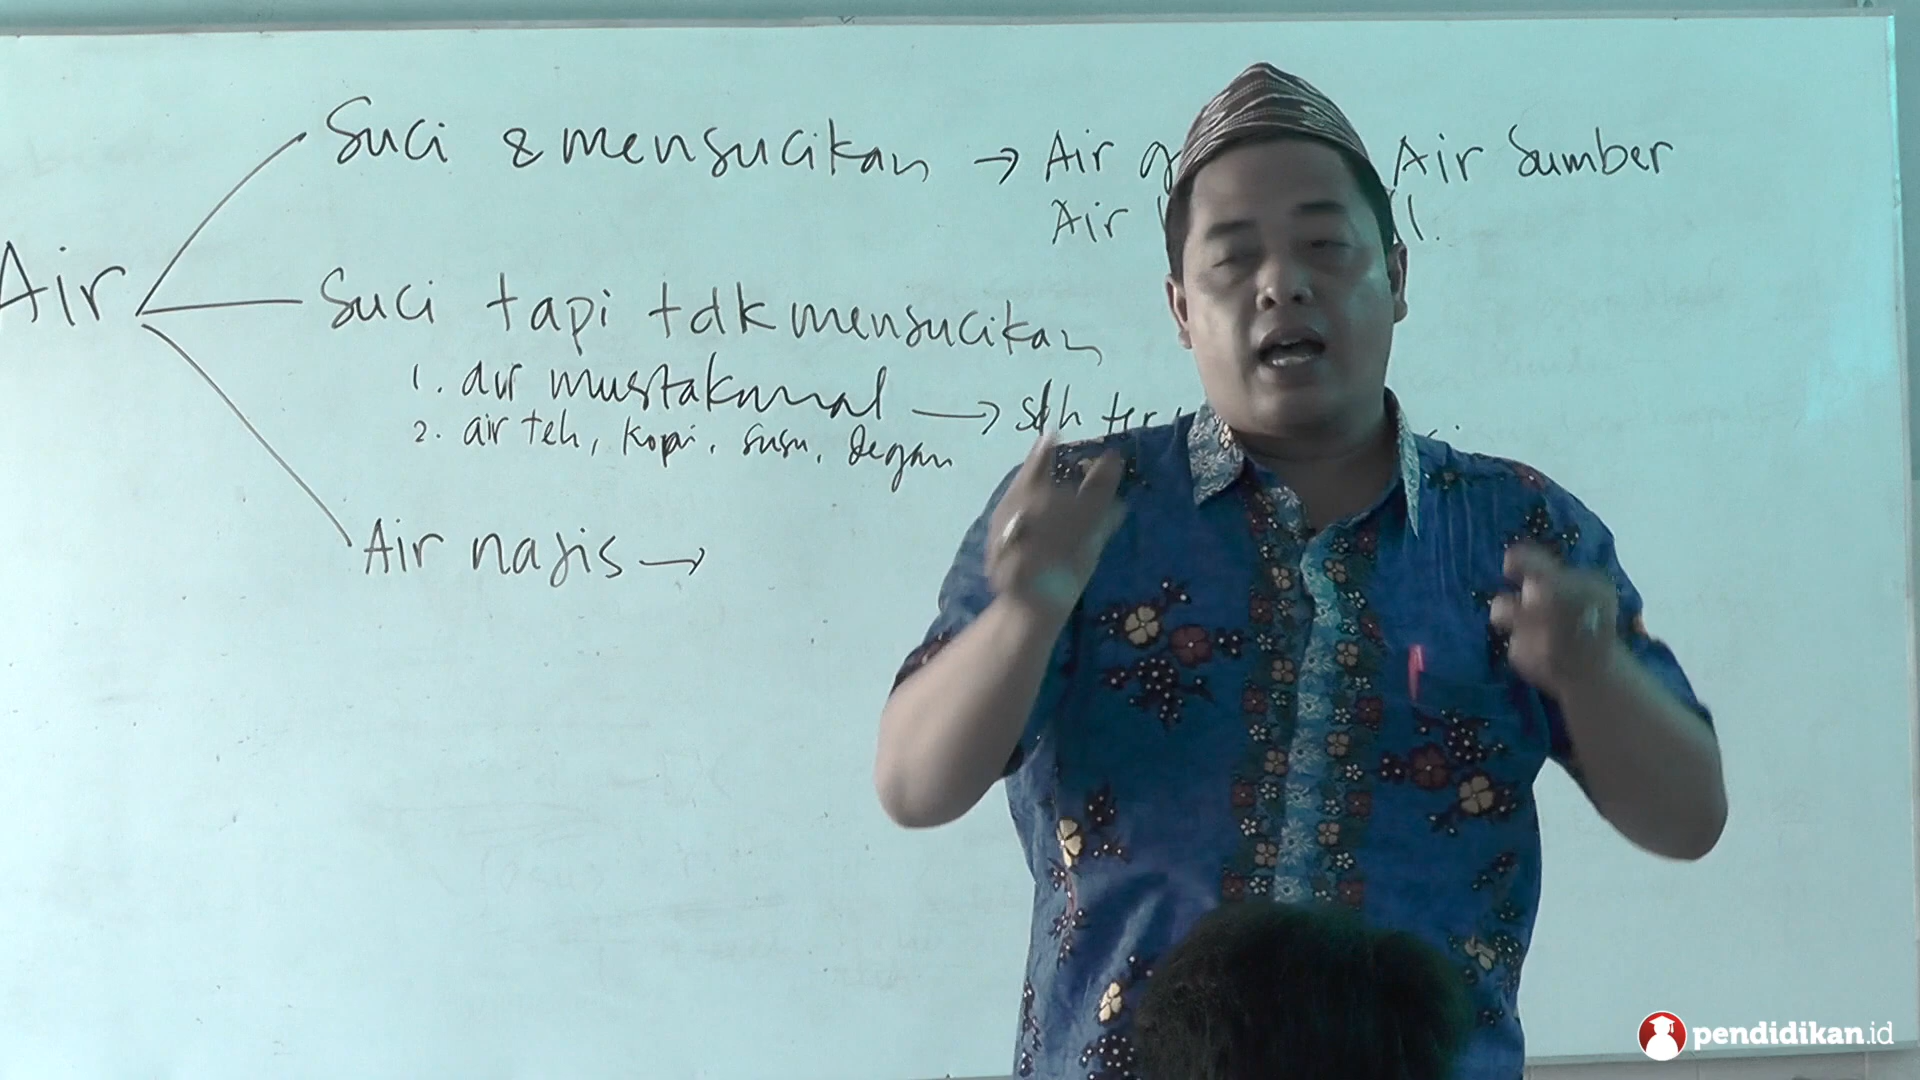 Suci & mensucikan → Air Air Sumber
Air
Air
Suci tapi tdk mensucikan
1. air mustakmal → sdh
2. air teh, kopi, susu, degan
Air najis →
pendidikan.id